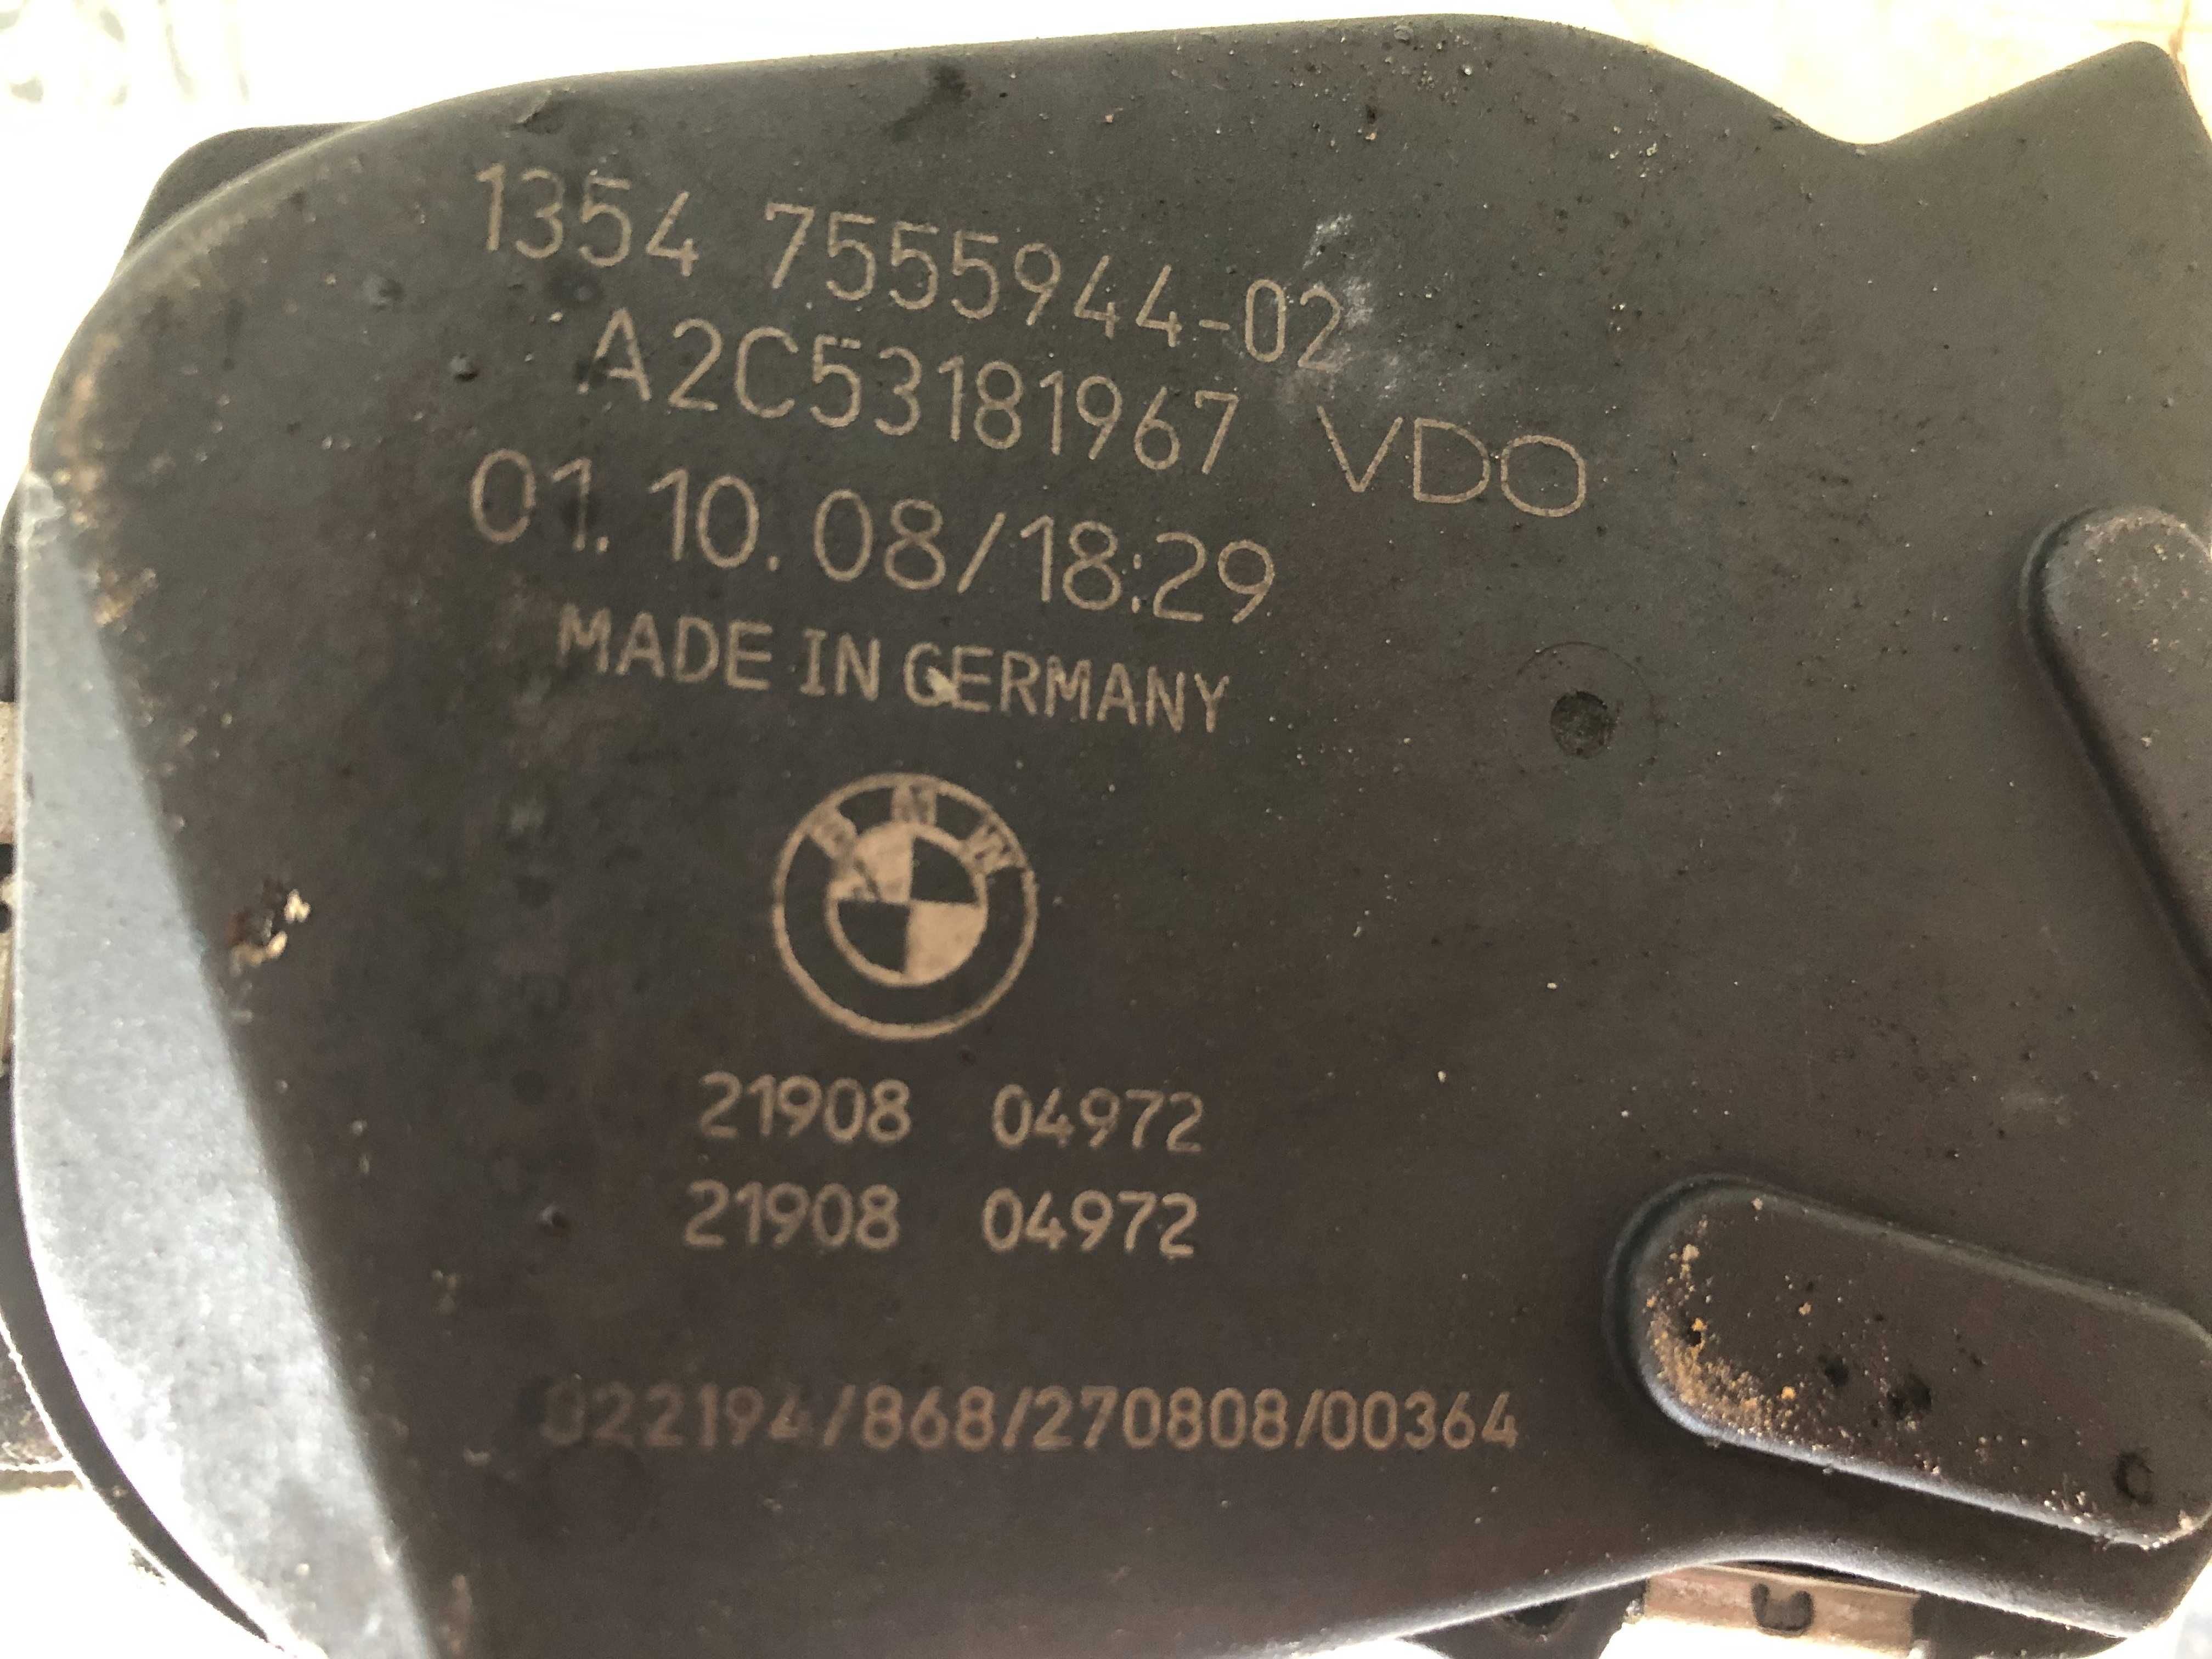 1354 7555944-02
A2C53181967 VDO
01.10.08/18:29
MADE IN GERMANY
BMW
21908 04972
21908 04972
022194/868/270808/00364
C